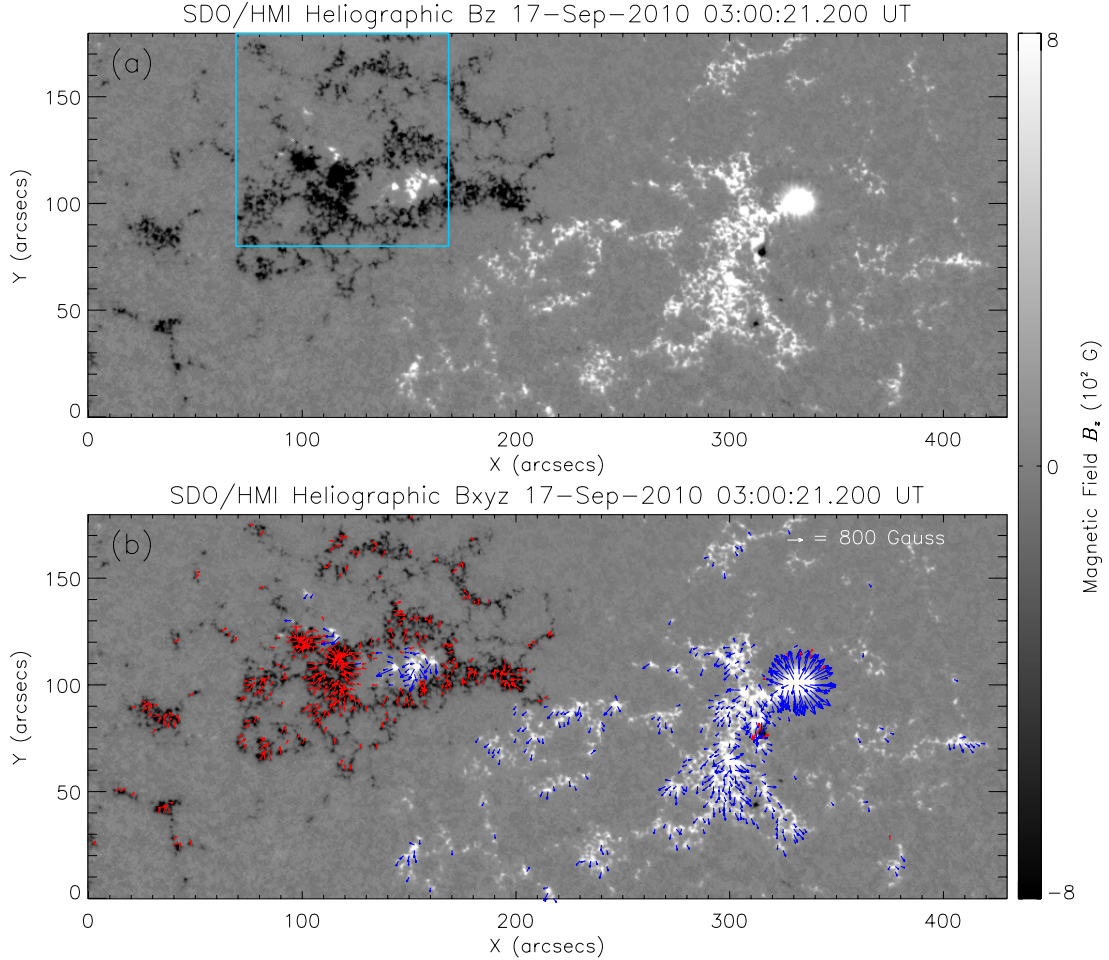 SDO/HMI Heliographic Bz 17-Sep-2010 03:00:21.200 UT
(a)
150
100
50
0
Y (arcsecs)
0 100 200 300 400
X (arcsecs)
SDO/HMI Heliographic Bxyz 17-Sep-2010 03:00:21.200 UT
(b)
= 800 Gauss
150
100
50
0
Y (arcsecs)
0 100 200 300 400
X (arcsecs)
8
0
-8
Magnetic Field Bz (10² G)